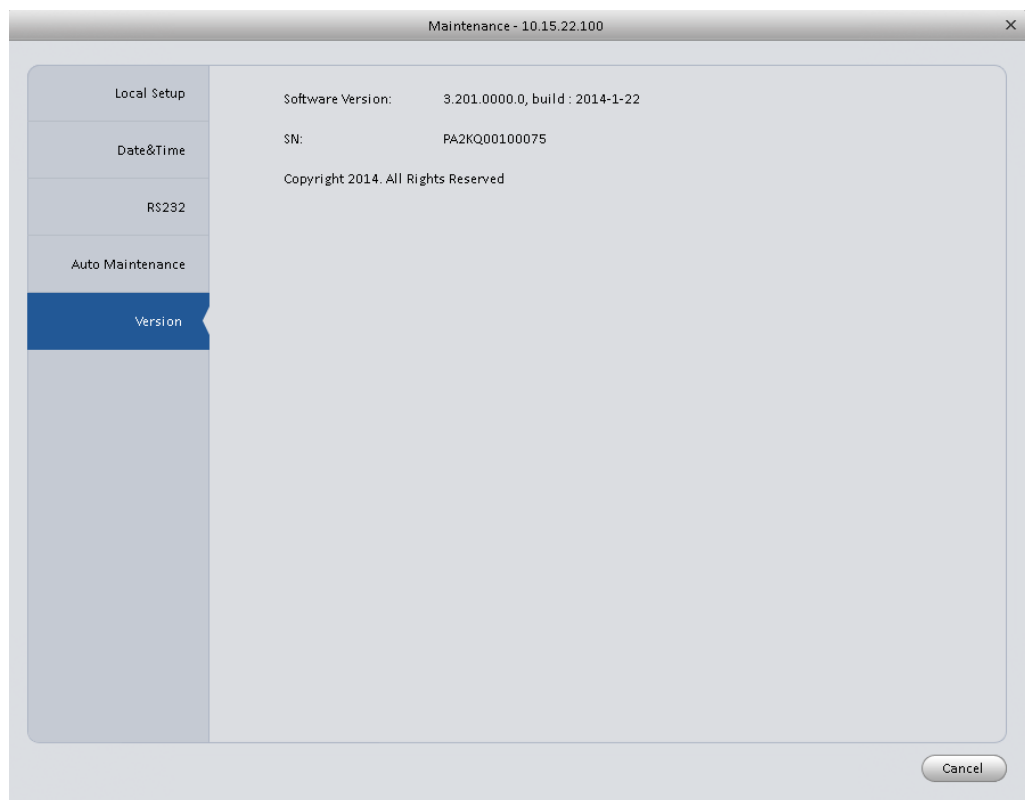 Maintenance - 10.15.22.100
Local Setup
Date&Time
RS232
Auto Maintenance
Version
Software Version: 3.201.0000.0, build : 2014-1-22
SN: PA2KQ00100075
Copyright 2014. All Rights Reserved
Cancel